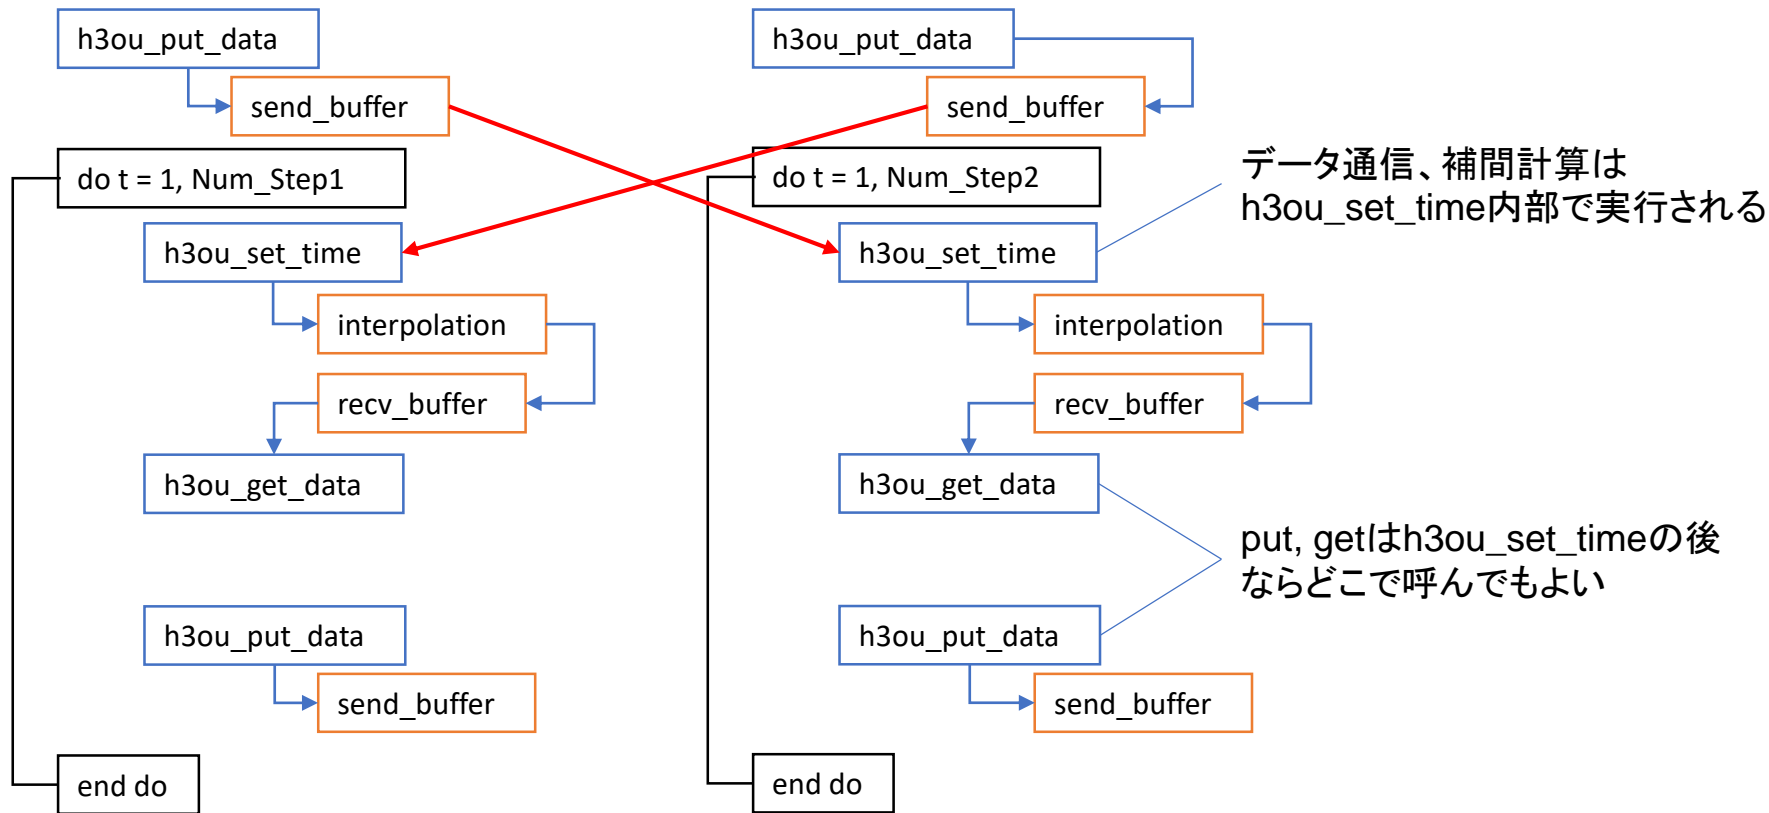 h3ou_put_data
send_buffer
do t = 1, Num_Step1
h3ou_set_time
interpolation
recv_buffer
h3ou_get_data
h3ou_put_data
send_buffer
end do
h3ou_put_data
send_buffer
do t = 1, Num_Step2
h3ou_set_time
interpolation
recv_buffer
h3ou_get_data
h3ou_put_data
send_buffer
end do
データ通信、補間計算は
h3ou_set_time内部で実行される
put, getはh3ou_set_timeの後
ならどこで呼んでもよい